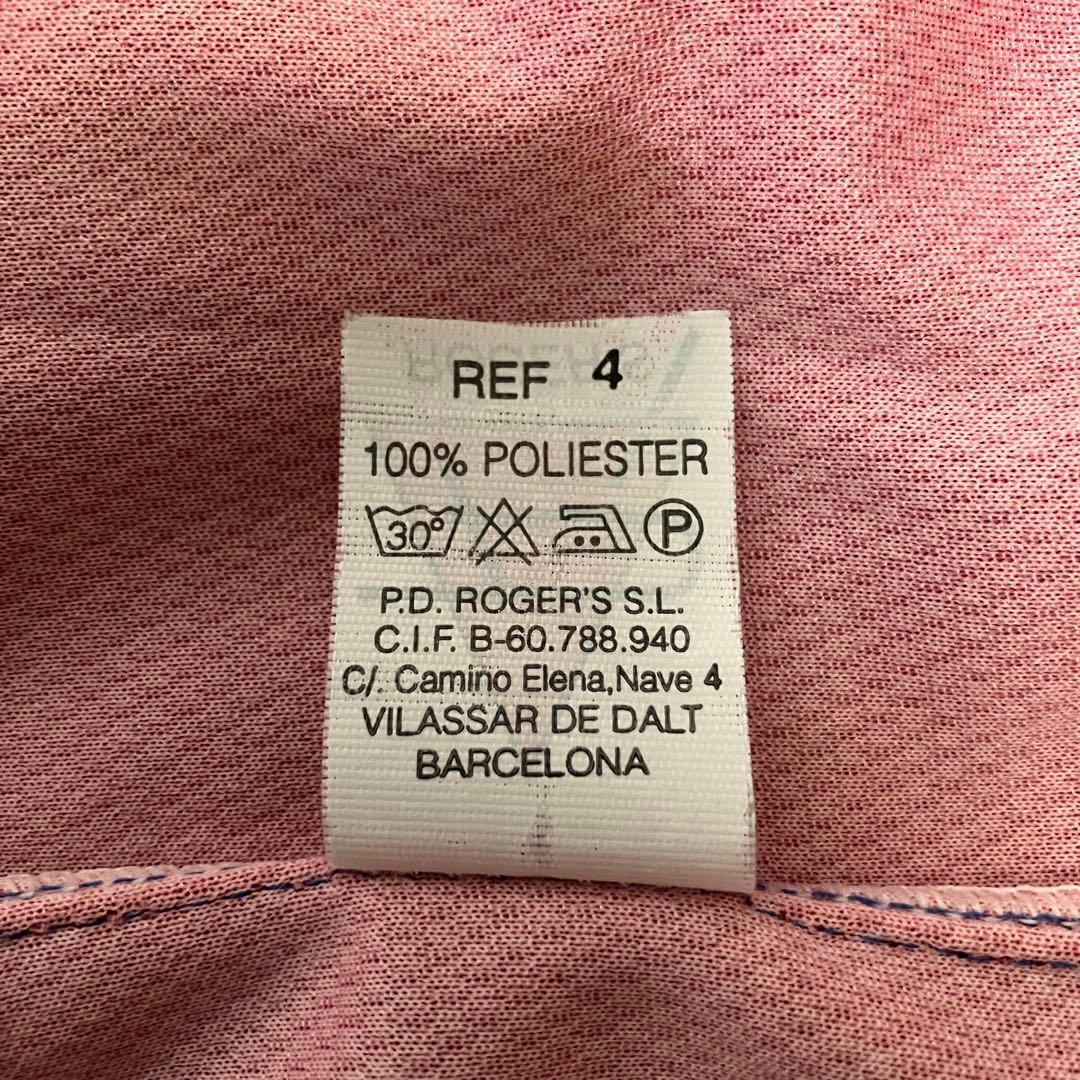 REF 4
100% POLIESTER
30° P
P.D. ROGER'S S.L.
C.I.F. B-60.788.940
C/. Camino Elena,Nave 4
VILASSAR DE DALT
BARCELONA